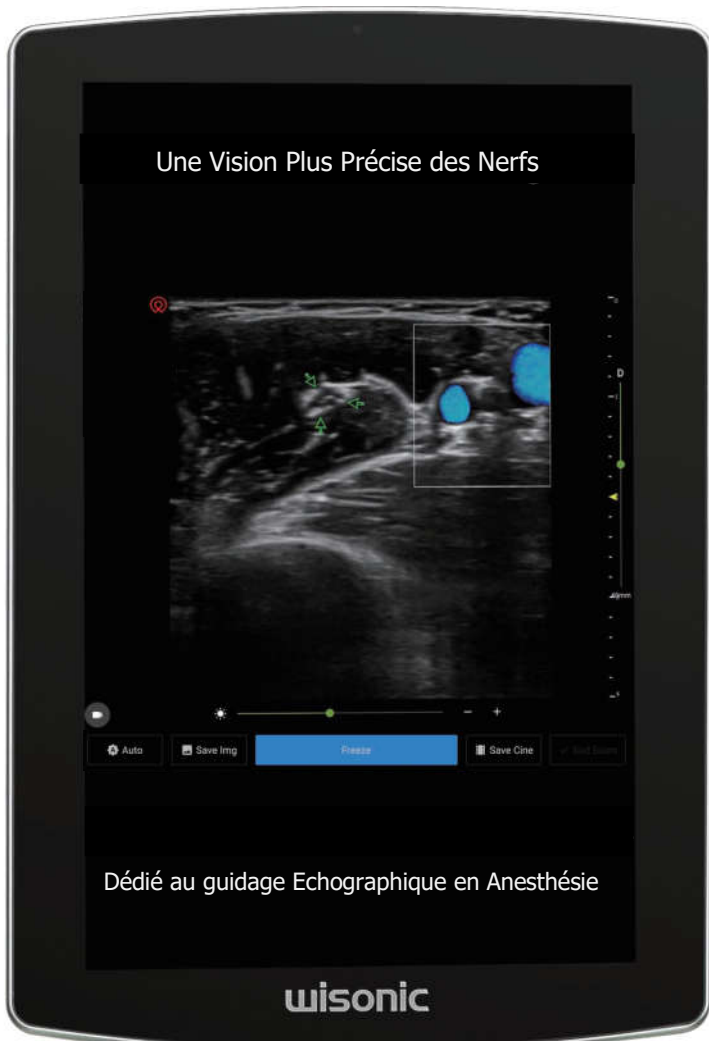 Une Vision Plus Précise des Nerfs
D
Auto
Save Img
Freeze
Save Cine
Dédié au guidage Echographique en Anesthésie
wisonic